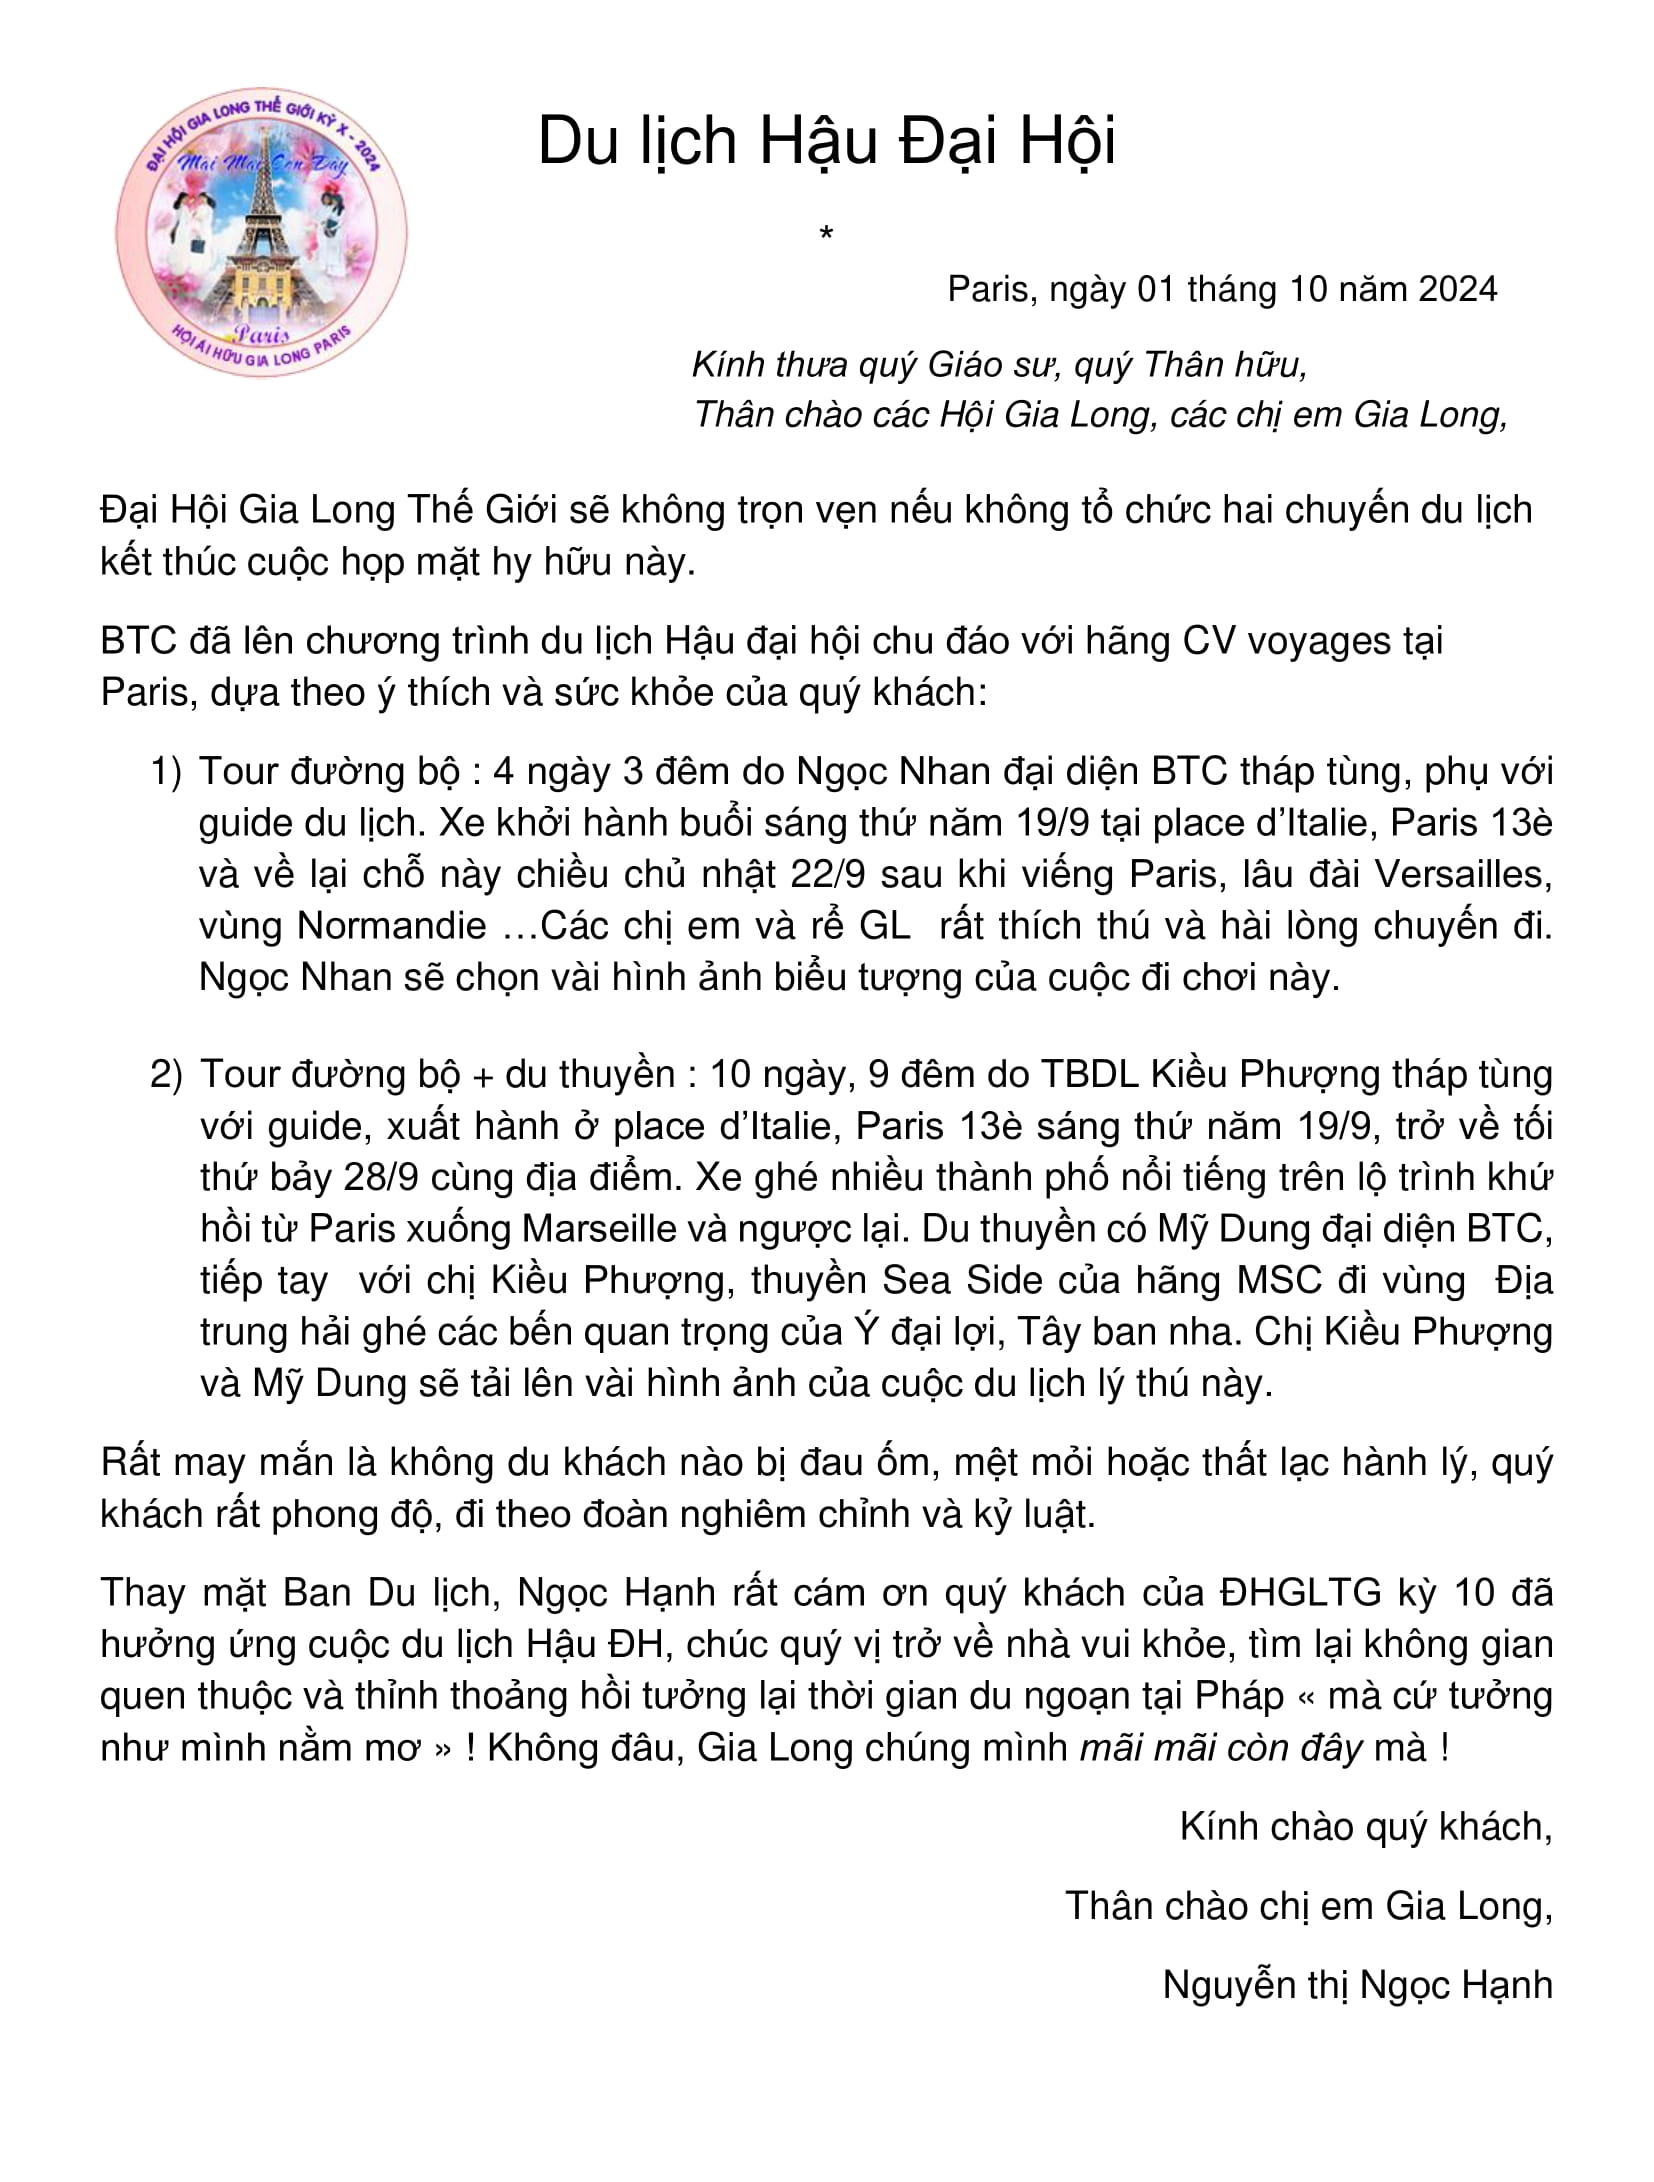 ĐẠI HỘI GIA LONG THẾ GIỚI KỲ X - 2024
Mãi Mãi Còn Đây
Paris
HỘI ÁI HỮU GIA LONG PARIS
Du lịch Hậu Đại Hội
*
Paris, ngày 01 tháng 10 năm 2024
Kính thưa quý Giáo sư, quý Thân hữu,
Thân chào các Hội Gia Long, các chị em Gia Long,
Đại Hội Gia Long Thế Giới sẽ không trọn vẹn nếu không tổ chức hai chuyến du lịch
kết thúc cuộc họp mặt hy hữu này.
BTC đã lên chương trình du lịch Hậu đại hội chu đáo với hãng CV voyages tại
Paris, dựa theo ý thích và sức khỏe của quý khách:
1) Tour đường bộ : 4 ngày 3 đêm do Ngọc Nhan đại diện BTC tháp tùng, phụ với
guide du lịch. Xe khởi hành buổi sáng thứ năm 19/9 tại place d’Italie, Paris 13è
và về lại chỗ này chiều chủ nhật 22/9 sau khi viếng Paris, lâu đài Versailles,
vùng Normandie …Các chị em và rể GL rất thích thú và hài lòng chuyến đi.
Ngọc Nhan sẽ chọn vài hình ảnh biểu tượng của cuộc đi chơi này.
2) Tour đường bộ + du thuyền : 10 ngày, 9 đêm do TBDL Kiều Phượng tháp tùng
với guide, xuất hành ở place d’Italie, Paris 13è sáng thứ năm 19/9, trở về tối
thứ bảy 28/9 cùng địa điểm. Xe ghé nhiều thành phố nổi tiếng trên lộ trình khứ
hồi từ Paris xuống Marseille và ngược lại. Du thuyền có Mỹ Dung đại diện BTC,
tiếp tay với chị Kiều Phượng, thuyền Sea Side của hãng MSC đi vùng Địa
trung hải ghé các bến quan trọng của Ý đại lợi, Tây ban nha. Chị Kiều Phượng
và Mỹ Dung sẽ tải lên vài hình ảnh của cuộc du lịch lý thú này.
Rất may mắn là không du khách nào bị đau ốm, mệt mỏi hoặc thất lạc hành lý, quý
khách rất phong độ, đi theo đoàn nghiêm chỉnh và kỷ luật.
Thay mặt Ban Du lịch, Ngọc Hạnh rất cám ơn quý khách của ĐHGLTG kỳ 10 đã
hưởng ứng cuộc du lịch Hậu ĐH, chúc quý vị trở về nhà vui khỏe, tìm lại không gian
quen thuộc và thỉnh thoảng hồi tưởng lại thời gian du ngoạn tại Pháp « mà cứ tưởng
như mình nằm mơ » ! Không đâu, Gia Long chúng mình mãi mãi còn đây mà !
Kính chào quý khách,
Thân chào chị em Gia Long,
Nguyễn thị Ngọc Hạnh